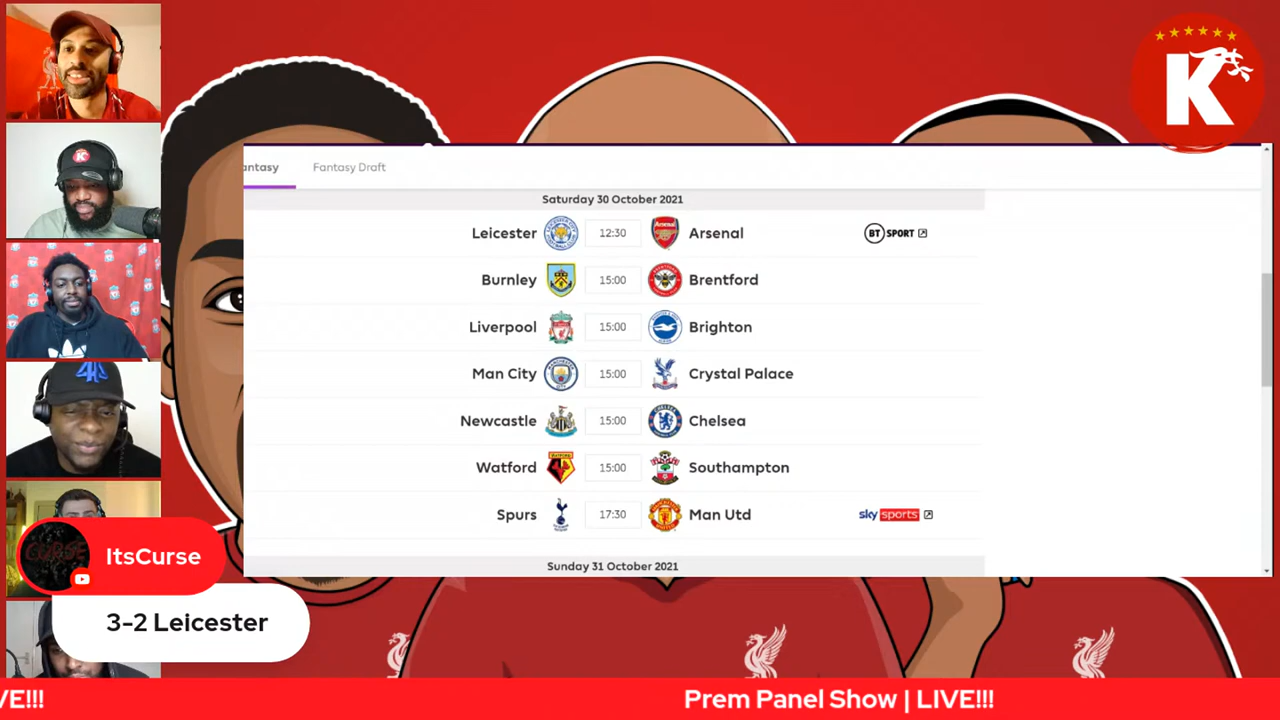 K
antasy
Fantasy Draft
Saturday 30 October 2021
Leicester 12:30 Arsenal BT SPORT
Burnley 15:00 Brentford
Liverpool 15:00 Brighton
Man City 15:00 Crystal Palace
Newcastle 15:00 Chelsea
Watford 15:00 Southampton
Spurs 17:30 Man Utd sky sports
Sunday 31 October 2021
CURSE
ItsCurse
3-2 Leicester
VE!!!
Prem Panel Show | LIVE!!!